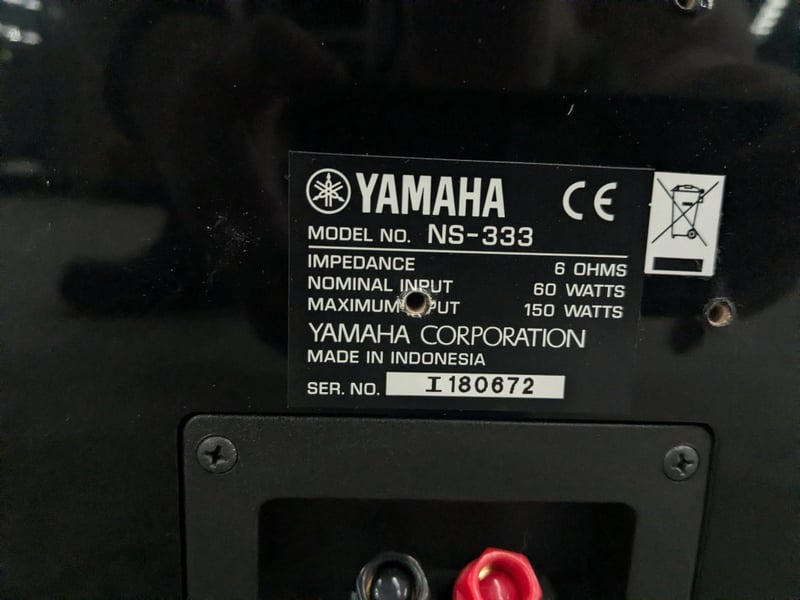 YAMAHA CE
MODEL NO. NS-333
IMPEDANCE 6 OHMS
NOMINAL INPUT 60 WATTS
MAXIMUM PUT 150 WATTS
YAMAHA CORPORATION
MADE IN INDONESIA
SER. NO. I180672